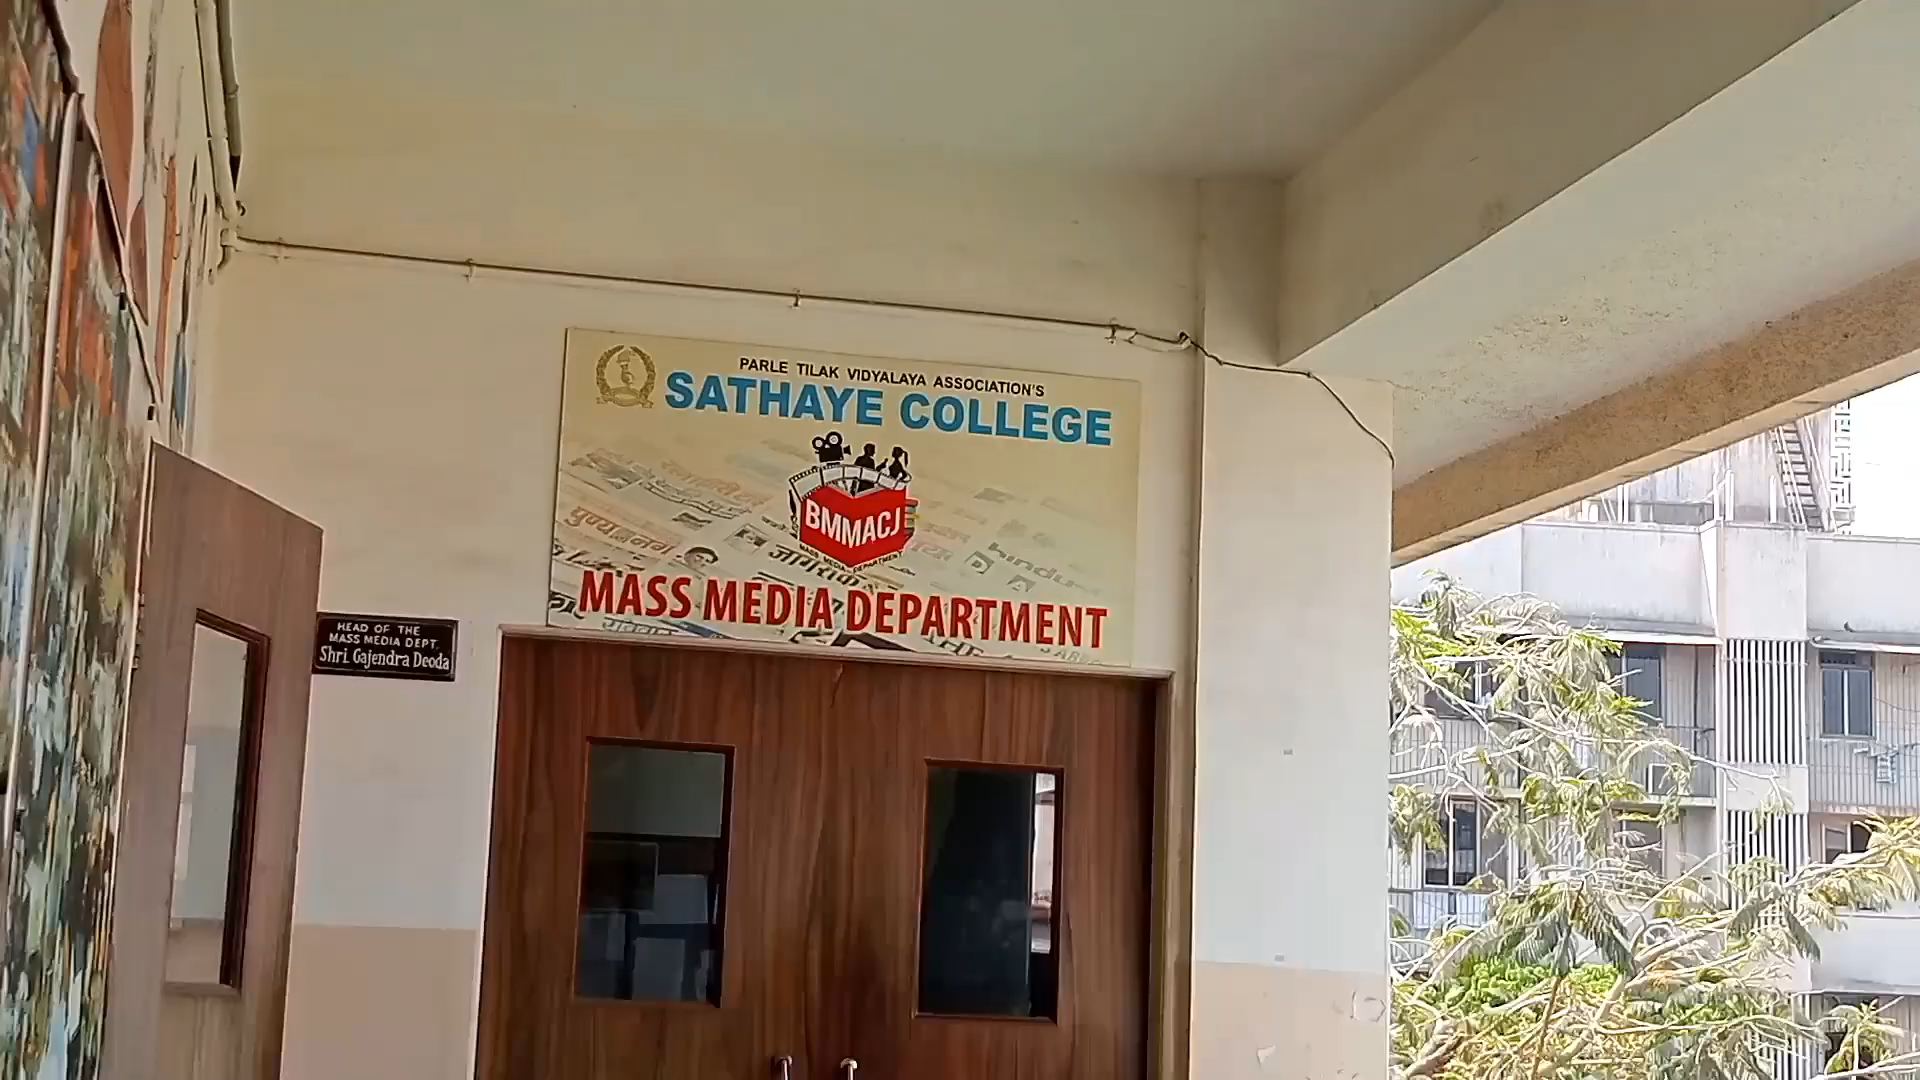 PARLE TILAK VIDYALAYA ASSOCIATION'S
SATHAYE COLLEGE
BMMACJ
MASS MEDIA DEPARTMENT
hindu
MASS MEDIA DEPARTMENT
HEAD OF THE
MASS MEDIA DEPT.
Shri. Gajendra Deoda